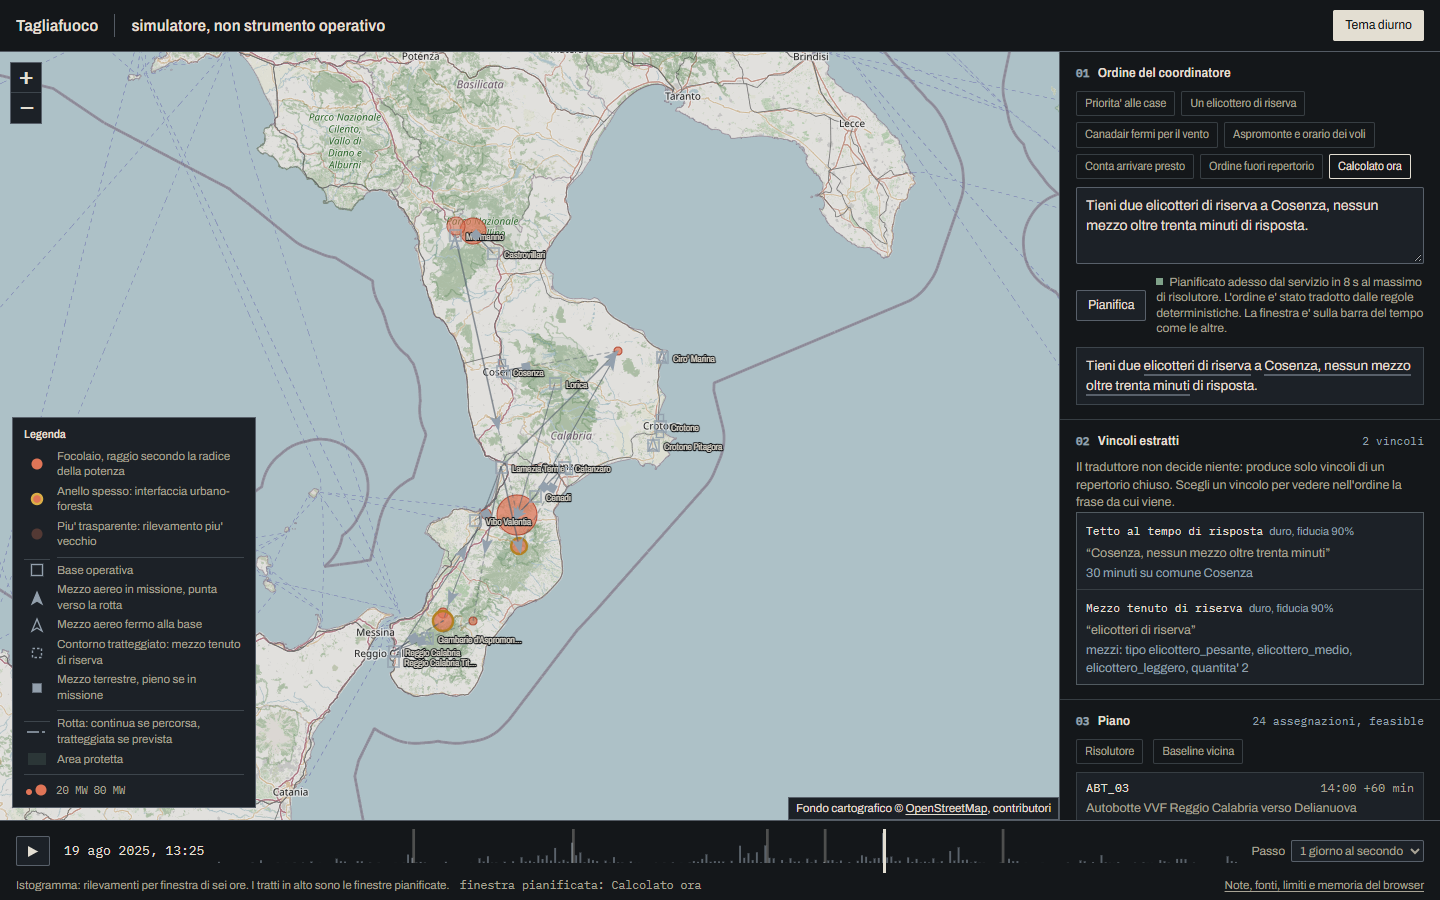 Tagliafuoco
simulatore, non strumento operativo
Tema diurno
+
−
Potenza
Basilicata
Brindisi
Taranto
Lecce
Parco Nazionale
Cilento,
Vallo di
Diano e
Alburni
Castrovillari
Ciro' Marina
Cosenza
Lorica
Crotone
Calabria
Crotone Pitagora
Catanzaro
Cenadi
Vibo Valentia
Messina
Gambarie d'Aspromon...
Reggio Calabria
Reggio Calabria Tit...
Catania
Legenda
Focolaio, raggio secondo la radice
della potenza
Anello spesso: interfaccia urbano-
foresta
Piu' trasparente: rilevamento piu'
vecchio
Base operativa
Mezzo aereo in missione, punta
verso la rotta
Mezzo aereo fermo alla base
Contorno tratteggiato: mezzo tenuto
di riserva
Mezzo terrestre, pieno se in
missione
Rotta: continua se percorsa,
tratteggiata se prevista
Area protetta
20 MW 80 MW
Fondo cartografico © OpenStreetMap, contributori
01 Ordine del coordinatore
Priorita' alle case
Un elicottero di riserva
Canadair fermi per il vento
Aspromonte e orario dei voli
Conta arrivare presto
Ordine fuori repertorio
Calcolato ora
Tieni due elicotteri di riserva a Cosenza, nessun
mezzo oltre trenta minuti di risposta.
Pianifica
Pianificato adesso dal servizio in 8 s al massimo
di risolutore. L'ordine e' stato tradotto dalle regole
deterministiche. La finestra e' sulla barra del tempo
come le altre.
Tieni due elicotteri di riserva a Cosenza, nessun mezzo
oltre trenta minuti di risposta.
02 Vincoli estratti
2 vincoli
Il traduttore non decide niente: produce solo vincoli di un
repertorio chiuso. Scegli un vincolo per vedere nell'ordine la
frase da cui viene.
Tetto al tempo di risposta duro, fiducia 90%
“Cosenza, nessun mezzo oltre trenta minuti”
30 minuti su comune Cosenza
Mezzo tenuto di riserva duro, fiducia 90%
“elicotteri di riserva”
mezzi: tipo elicottero_pesante, elicottero_medio,
elicottero_leggero, quantita' 2
03 Piano
24 assegnazioni, feasible
Risolutore
Baseline vicina
ABT_03
14:00 +60 min
Autobotte VVF Reggio Calabria verso Delianuova
19 ago 2025, 13:25
Passo
1 giorno al secondo
Istogramma: rilevamenti per finestra di sei ore. I tratti in alto sono le finestre pianificate.
finestra pianificata: Calcolato ora
Note, fonti, limiti e memoria del browser